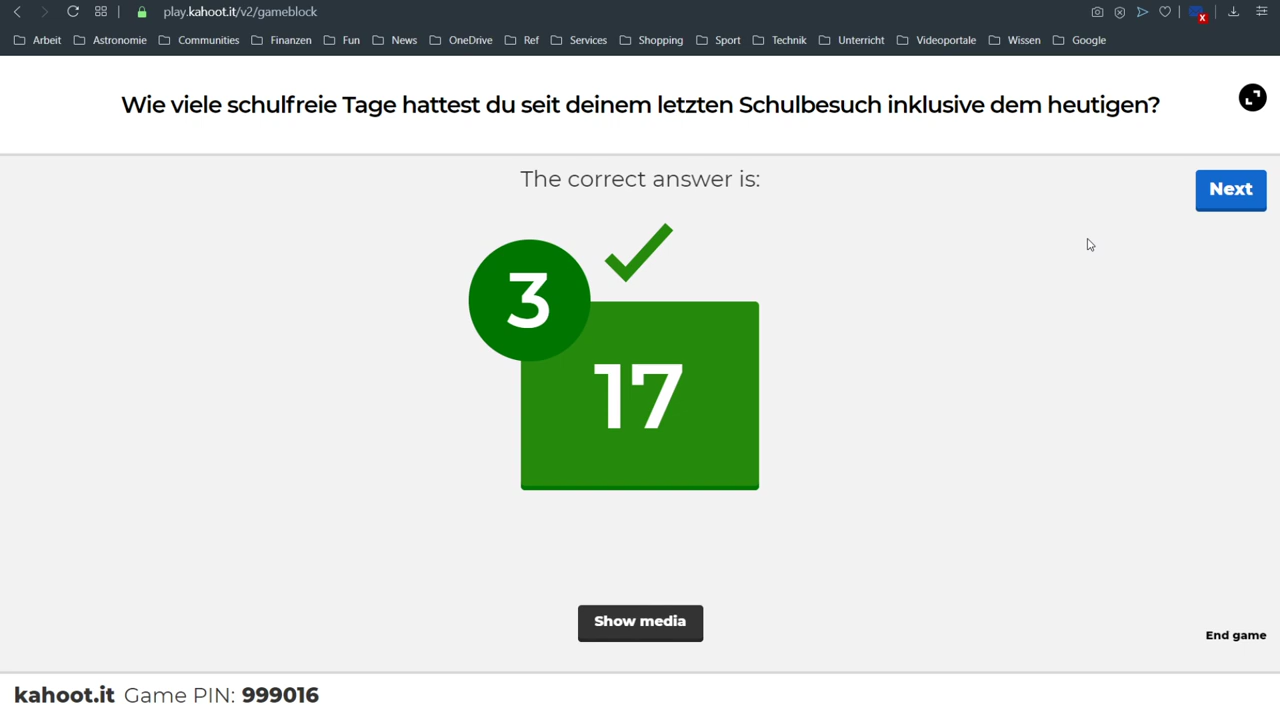 play.kahoot.it/v2/gameblock
x
Arbeit Astronomie Communities Finanzen Fun News OneDrive Ref Services Shopping Sport Technik Unterricht Videoportale Wissen Google
Wie viele schulfreie Tage hattest du seit deinem letzten Schulbesuch inklusive dem heutigen?
The correct answer is:
Next
3
17
Show media
End game
kahoot.it Game PIN: 999016